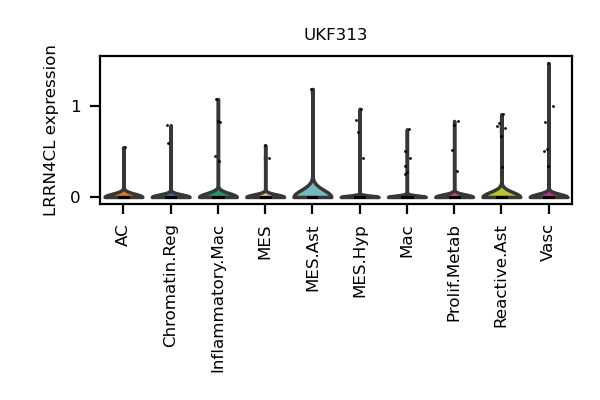 UKF313
LRRN4CL expression
1
0
AC
Chromatin.Reg
Inflammatory.Mac
MES
MES.Ast
MES.Hyp
Mac
Prolif.Metab
Reactive.Ast
Vasc